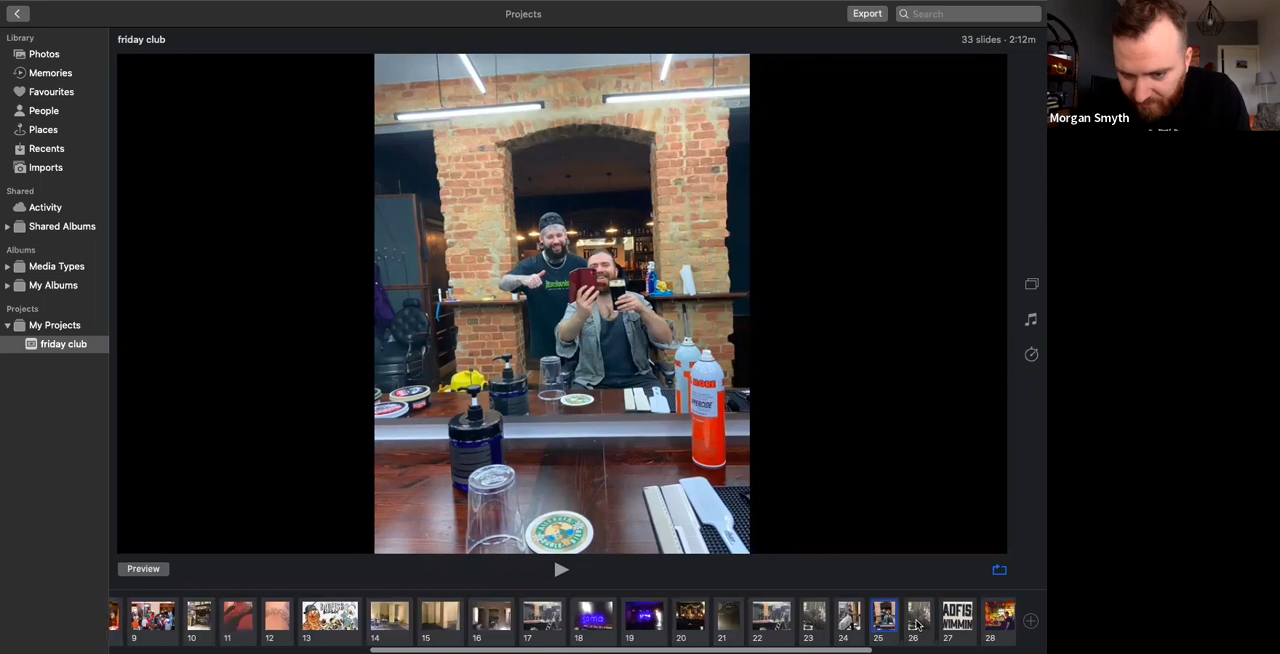 Projects
Export
Search
Library
Photos
Memories
Favourites
People
Places
Recents
Imports
Shared
Activity
Shared Albums
Albums
Media Types
My Albums
Projects
My Projects
friday club
friday club
33 slides · 2:12m
Preview
9
10
11
12
13
14
15
16
17
18
19
20
21
22
23
24
25
26
27
28
Morgan Smyth